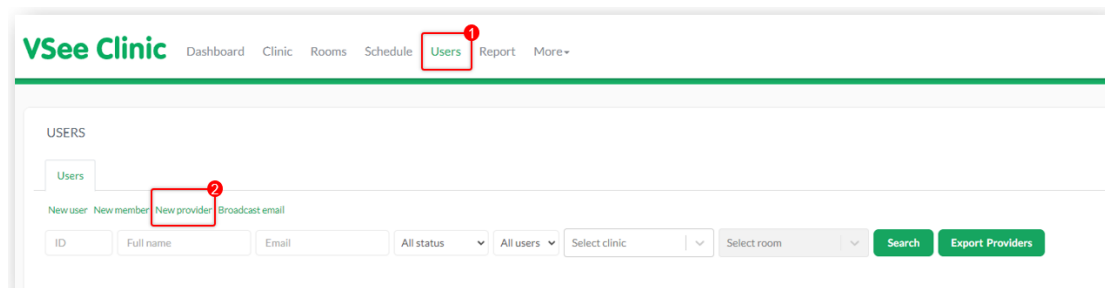 1
VSee Clinic Dashboard Clinic Rooms Schedule Users Report More
USERS
Users
2
New user New member New provider Broadcast email
ID Full name Email All status All users Select clinic Select room Search Export Providers